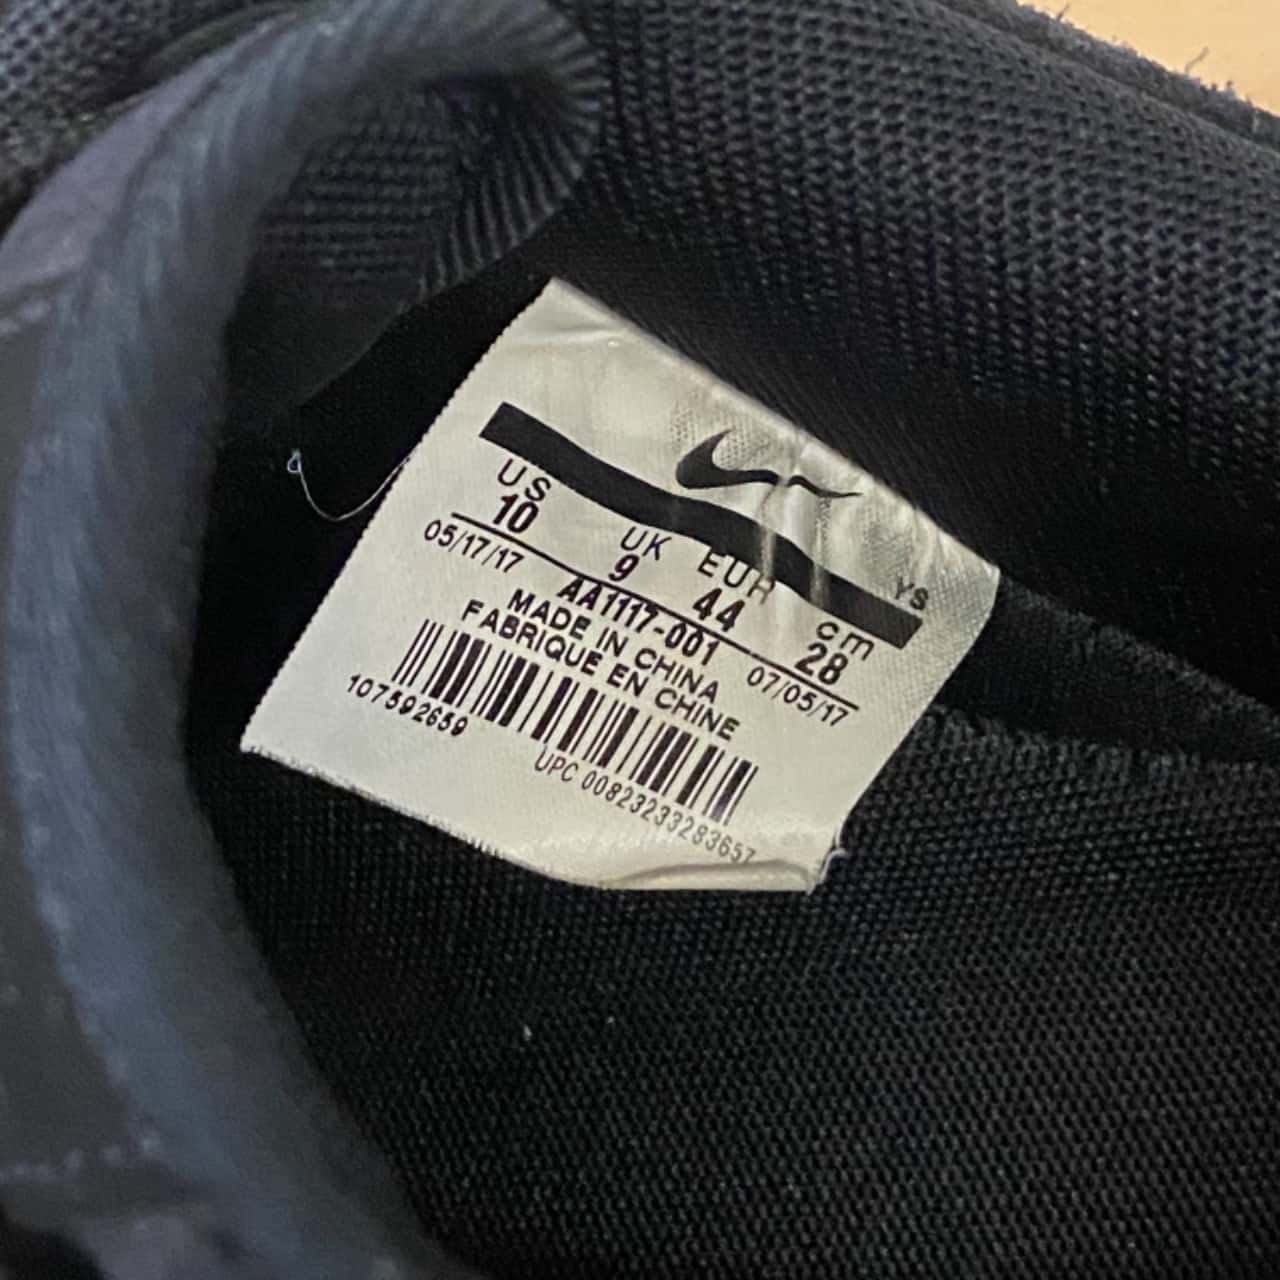 YS
US UK EUR cm
10 9 44 28
05/17/17 AA1117-001 07/05/17
MADE IN CHINA
FABRIQUE EN CHINE
107592659
UPC 00823233283657